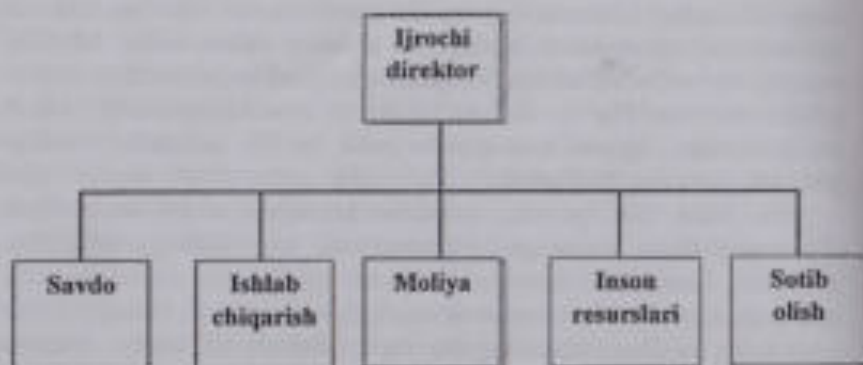 Ijrochi
direktor
Savdo
Ishlab
chiqarish
Moliya
Inson
resurslari
Sotib
olish